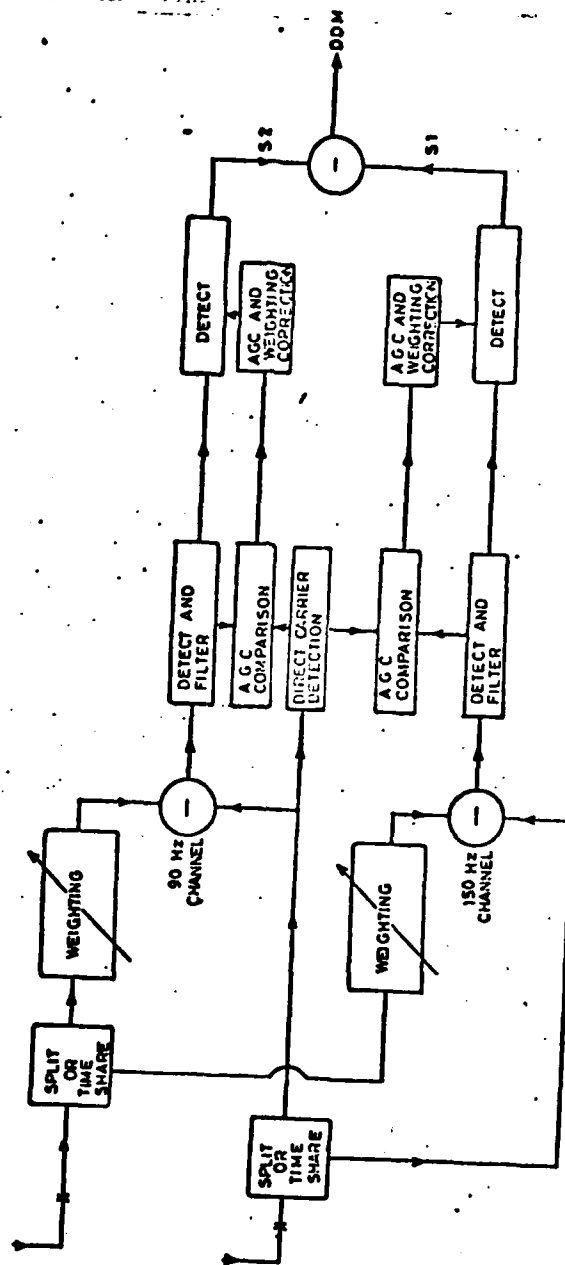 SPLIT
OR
TIME
SHARE
WEIGHTING
90 Hz
CHANNEL
DETECT AND
FILTER
AGC
COMPARISON
DIRECT CARRIER
DETECTION
DETECT
AGC AND
WEIGHTING
CORRECTION
S2
DDM
SPLIT
OR
TIME
SHARE
WEIGHTING
150 Hz
CHANNEL
AGC
COMPARISON
DETECT AND
FILTER
AGC AND
WEIGHTING
CORRECTION
DETECT
S1